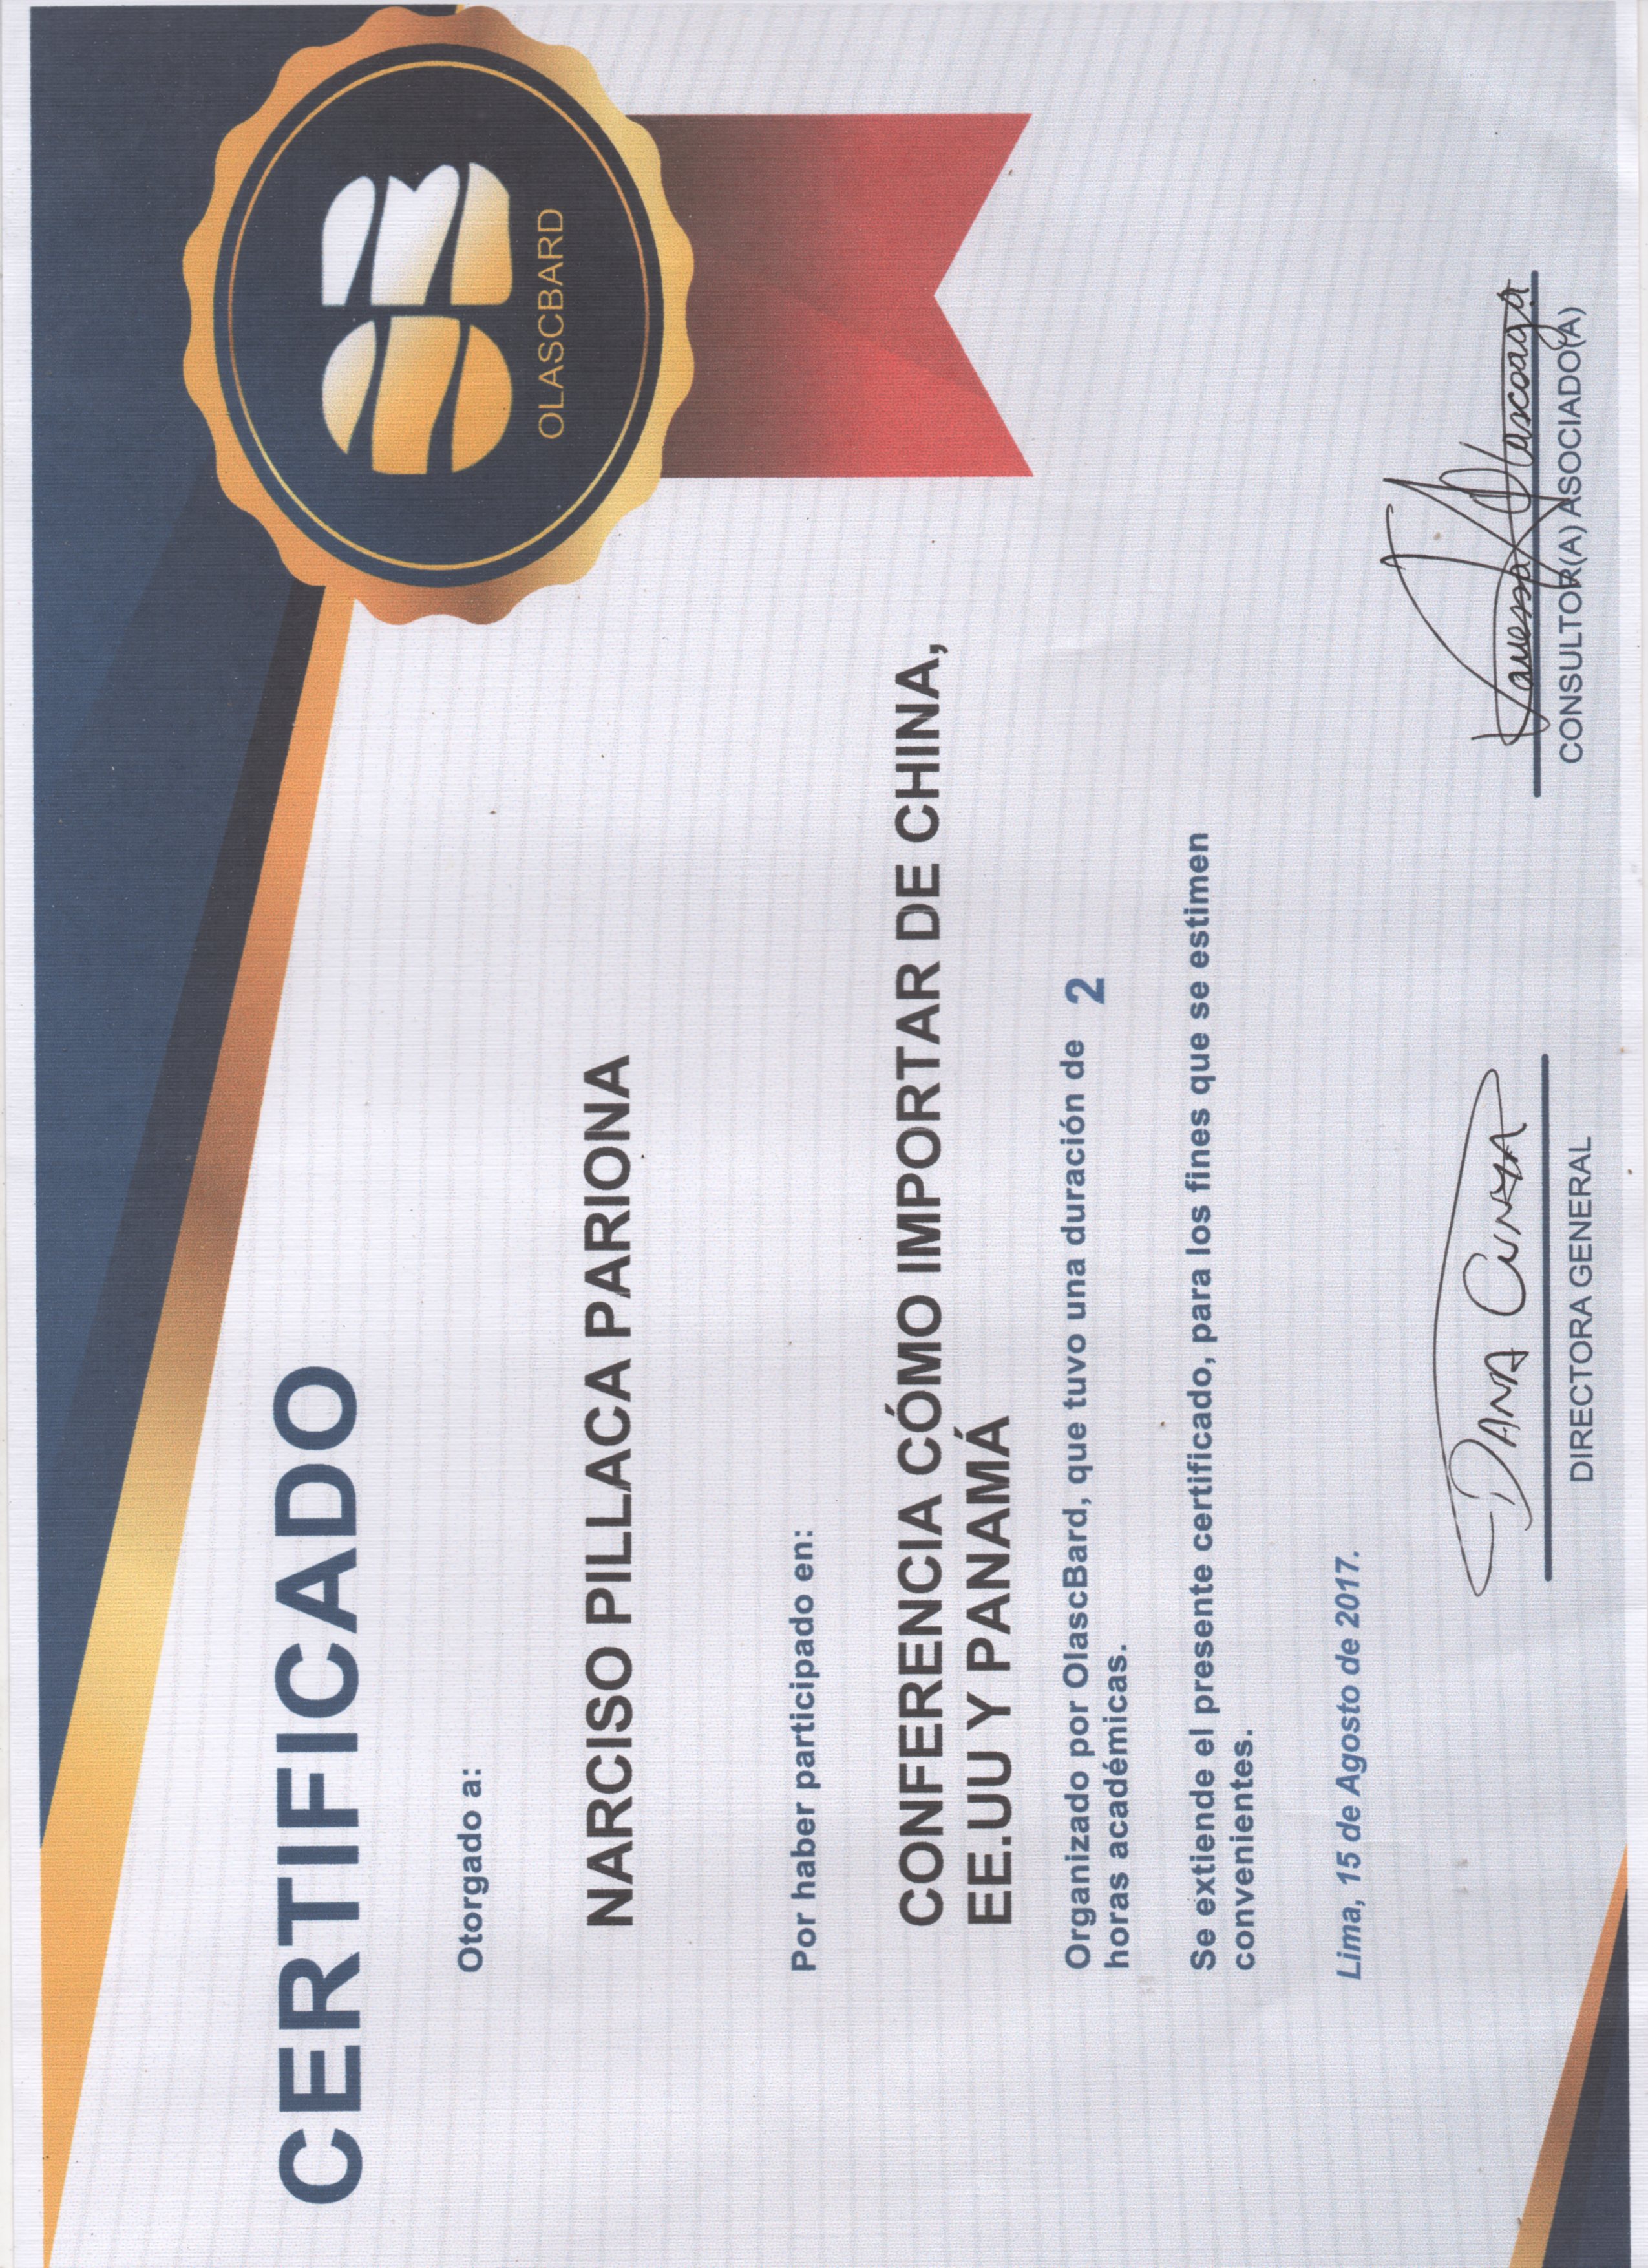 CERTIFICADO
OLASCBARD
Otorgado a:
NARCISO PILLACA PARIONA
Por haber participado en:
CONFERENCIA CÓMO IMPORTAR DE CHINA,
EE.UU Y PANAMÁ
Organizado por OlascBard, que tuvo una duración de 2
horas académicas.
Se extiende el presente certificado, para los fines que se estimen
convenientes.
Lima, 15 de Agosto de 2017.
DANA CUNYA
Vanessa Olascoaga
DIRECTORA GENERAL
CONSULTOR(A) ASOCIADO(A)